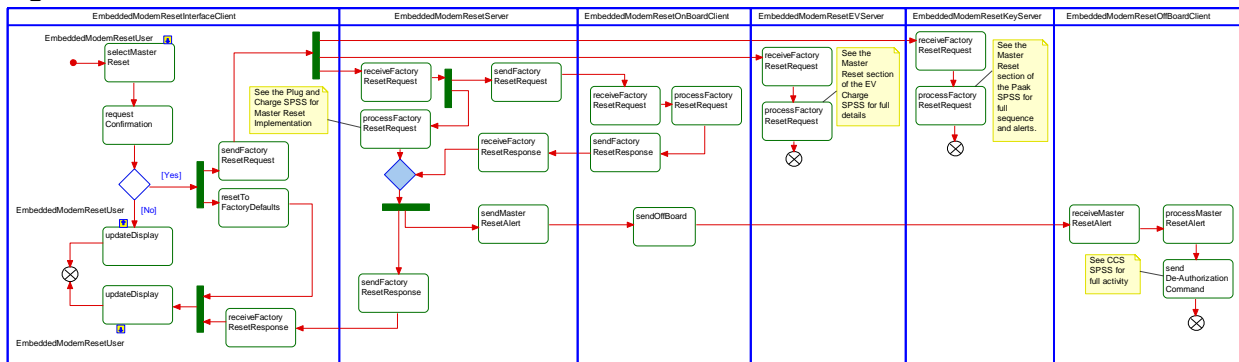 EmbeddedModemResetInterfaceClient
EmbeddedModemResetServer
EmbeddedModemResetOnBoardClient
EmbeddedModemResetEVServer
EmbeddedModemResetKeyServer
EmbeddedModemResetOffBoardClient
EmbeddedModemResetUser
selectMaster
Reset
request
Confirmation
[Yes]
[No]
sendFactory
ResetRequest
resetTo
FactoryDefaults
EmbeddedModemResetUser
updateDisplay
updateDisplay
EmbeddedModemResetUser
receiveFactory
ResetResponse
See the Plug and
Charge SPSS for
Master Reset
Implementation
receiveFactory
ResetRequest
sendFactory
ResetRequest
processFactory
ResetRequest
receiveFactory
ResetResponse
sendMaster
ResetAlert
sendFactory
ResetResponse
receiveFactory
ResetRequest
processFactory
ResetRequest
sendFactory
ResetResponse
sendOffBoard
receiveFactory
ResetRequest
processFactory
ResetRequest
See the
Master
Reset section
of the EV
Charge
SPSS for full
details
receiveFactory
ResetRequest
processFactory
ResetRequest
See the
Master
Reset
section of
the Paak
SPSS for
full
sequence
and alerts.
receiveMaster
ResetAlert
processMaster
ResetAlert
See CCS
SPSS for
full activity
send
De-Authorization
Command